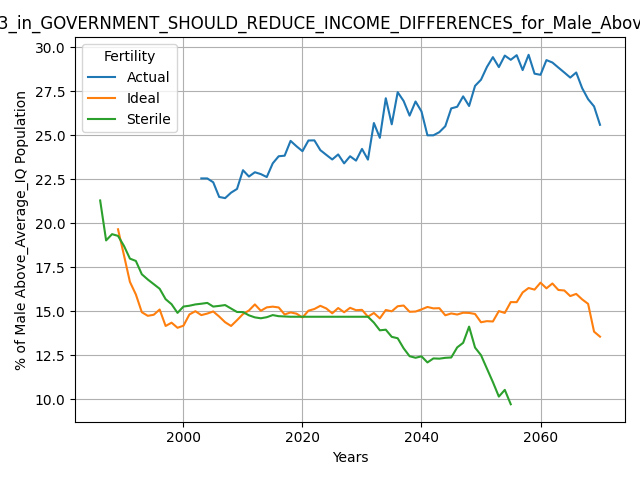 3_in_GOVERNMENT_SHOULD_REDUCE_INCOME_DIFFERENCES_for_Male_Above
Fertility
Actual
Ideal
Sterile
% of Male Above_Average_IQ Population
30.0
27.5
25.0
22.5
20.0
17.5
15.0
12.5
10.0
2000
2020
2040
2060
Years